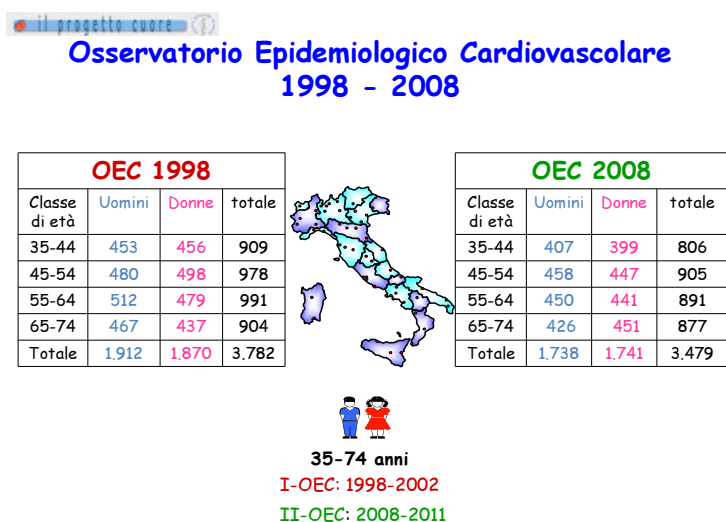 il progetto cuore
Osservatorio Epidemiologico Cardiovascolare
1998 - 2008
OEC 1998
Classe di età Uomini Donne totale
35-44 453 456 909
45-54 480 498 978
55-64 512 479 991
65-74 467 437 904
Totale 1.912 1.870 3.782
OEC 2008
Classe di età Uomini Donne totale
35-44 407 399 806
45-54 458 447 905
55-64 450 441 891
65-74 426 451 877
Totale 1.738 1.741 3.479
35-74 anni
I-OEC: 1998-2002
II-OEC: 2008-2011